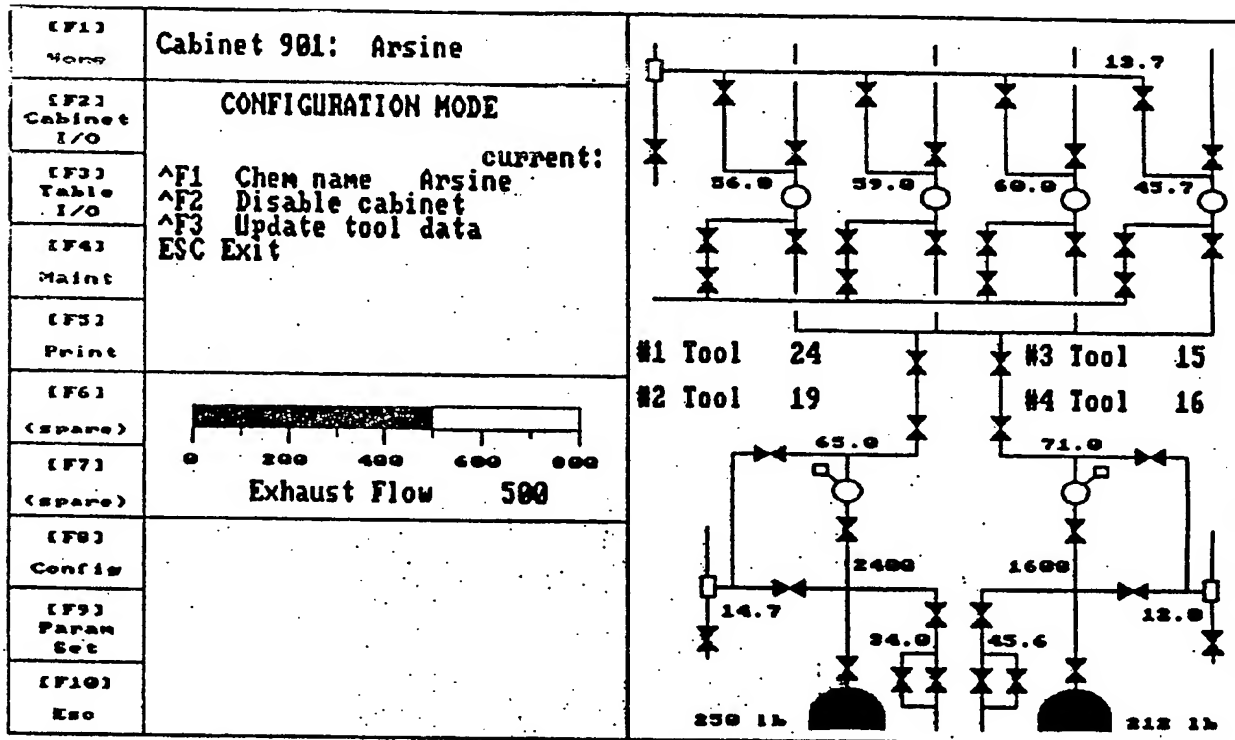 [F1]
Home
[F2]
Cabinet
I/O
[F3]
Table
I/O
[F4]
Maint
[F5]
Print
[F6]
(spare)
[F7]
(spare)
[F8]
Config
[F9]
Param
Set
[F10]
Esc
Cabinet 901: Arsine
CONFIGURATION MODE
current:
^F1 Chem name Arsine
^F2 Disable cabinet
^F3 Update tool data
ESC Exit
0 200 400 600 800
Exhaust Flow 500
13.7
56.0 59.0 60.0 45.7
#1 Tool 24 #3 Tool 15
#2 Tool 19 #4 Tool 16
65.0 71.0
2400 1600
14.7 12.8
34.0 45.6
250 lb 212 lb